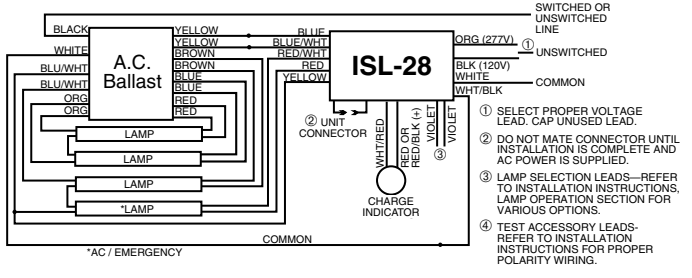 SWITCHED OR
UNSWITCHED
LINE
BLACK
YELLOW
BLUE
YELLOW
BLUE/WHT
ORG (277V)
①
WHITE
BROWN
RED/WHT
UNSWITCHED
BLU/WHT
A.C.
Ballast
BROWN
RED
ISL-28
BLK (120V)
BLUE
YELLOW
WHITE
COMMON
BLU/WHT
BLUE
WHT/BLK
ORG
RED
ORG
RED
② UNIT
CONNECTOR
WHT/RED
RED OR
RED/BLK (+)
VIOLET
VIOLET
③
LAMP
LAMP
LAMP
*LAMP
CHARGE
INDICATOR
COMMON
*AC / EMERGENCY
① SELECT PROPER VOLTAGE
LEAD. CAP UNUSED LEAD.
② DO NOT MATE CONNECTOR UNTIL
INSTALLATION IS COMPLETE AND
AC POWER IS SUPPLIED.
③ LAMP SELECTION LEADS—REFER
TO INSTALLATION INSTRUCTIONS,
LAMP OPERATION SECTION FOR
VARIOUS OPTIONS.
④ TEST ACCESSORY LEADS-
REFER TO INSTALLATION
INSTRUCTIONS FOR PROPER
POLARITY WIRING.